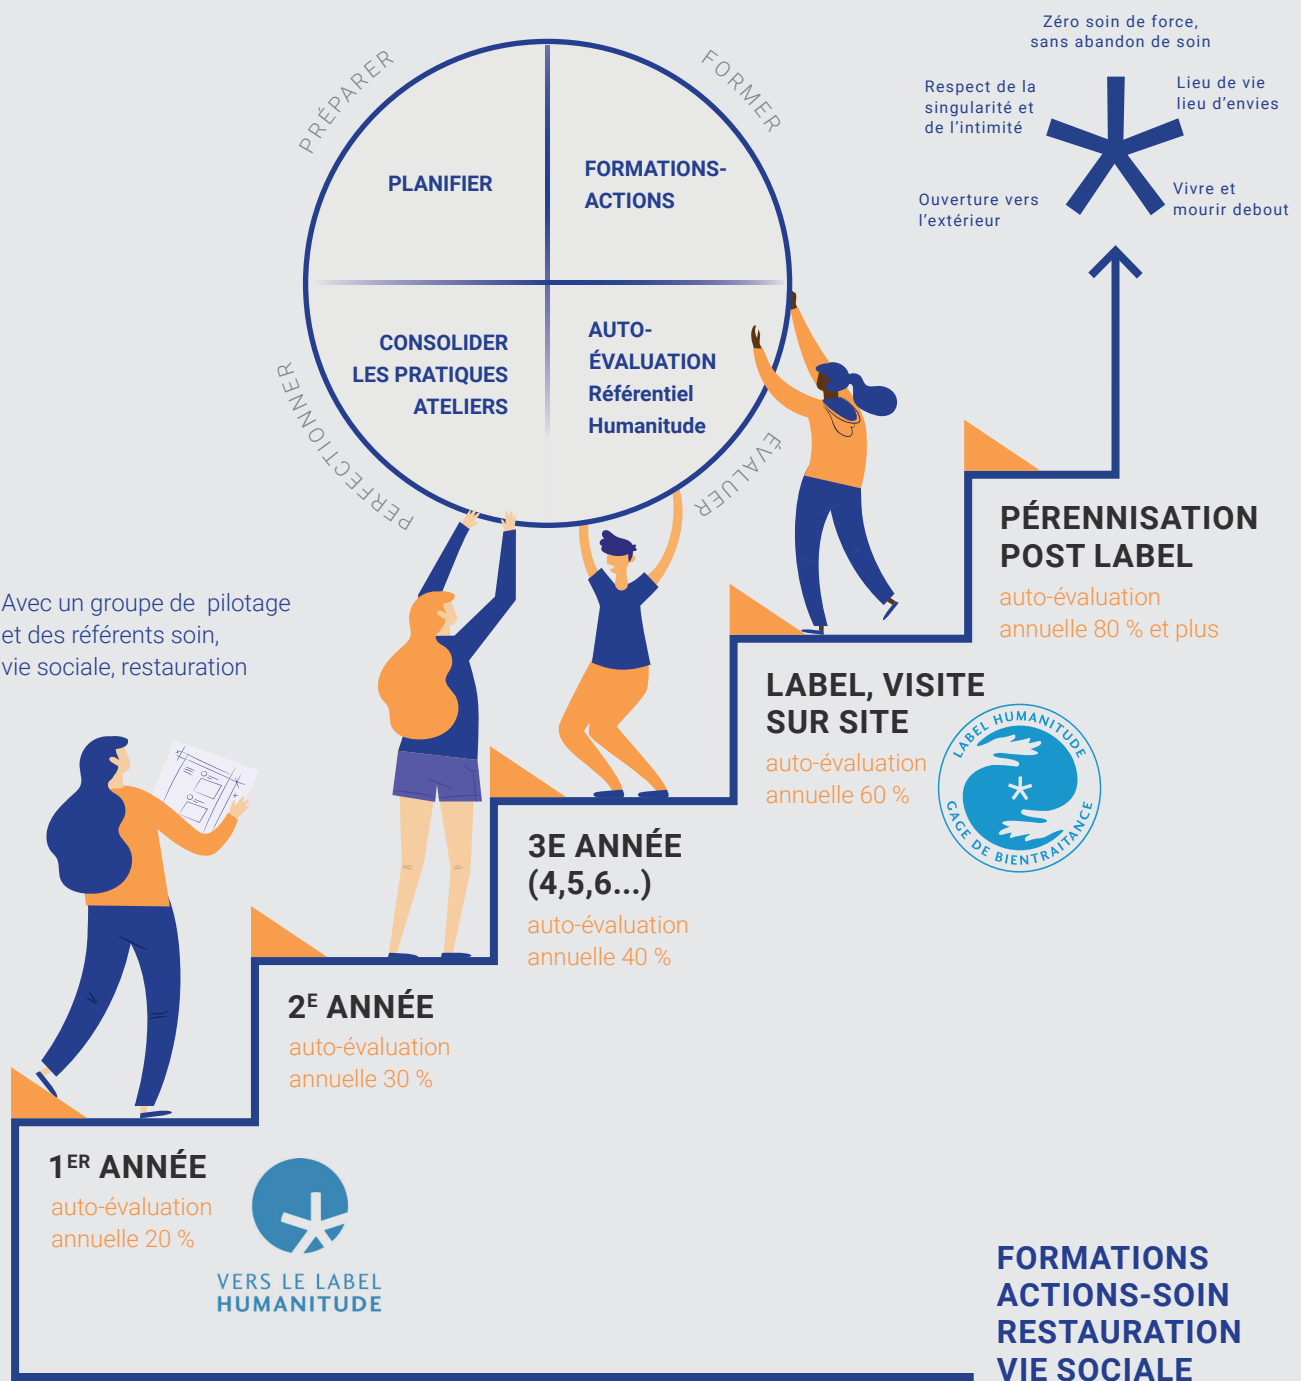 Zéro soin de force,
sans abandon de soin
Respect de la
singularité et
de l'intimité
Lieu de vie
lieu d'envies
Ouverture vers
l'extérieur
Vivre et
mourir debout
PRÉPARER
FORMER
PLANIFIER
FORMATIONS-
ACTIONS
CONSOLIDER
LES PRATIQUES
ATELIERS
AUTO-
ÉVALUATION
Référentiel
Humanitude
PERFECTIONNER
ÉVALUER
Avec un groupe de pilotage
et des référents soin,
vie sociale, restauration
PÉRENNISATION
POST LABEL
auto-évaluation
annuelle 80 % et plus
LABEL, VISITE
SUR SITE
auto-évaluation
annuelle 60 %
LABEL HUMANITUDE
GAGE DE BIENTRAITANCE
3E ANNÉE
(4,5,6...)
auto-évaluation
annuelle 40 %
2E ANNÉE
auto-évaluation
annuelle 30 %
1ER ANNÉE
auto-évaluation
annuelle 20 %
VERS LE LABEL
HUMANITUDE
FORMATIONS
ACTIONS-SOIN
RESTAURATION
VIE SOCIALE